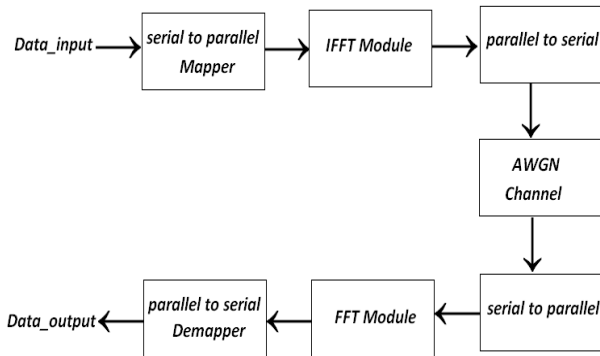 Data_input
serial to parallel
Mapper
IFFT Module
parallel to serial
AWGN
Channel
serial to parallel
FFT Module
parallel to serial
Demapper
Data_output